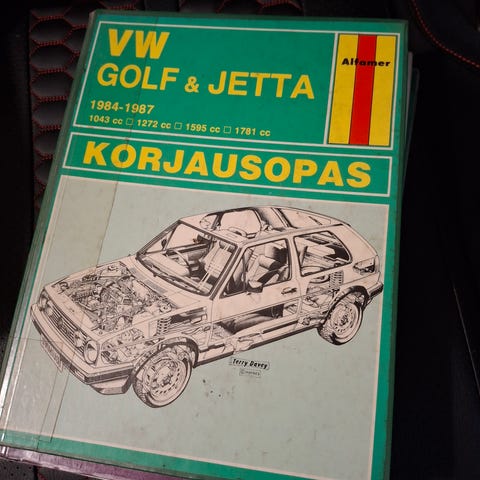 VW
GOLF & JETTA
1984-1987
1043 cc □ 1272 cc □ 1595 cc □ 1781 cc
Alfamer
KORJAUSOPAS
Terry Davey